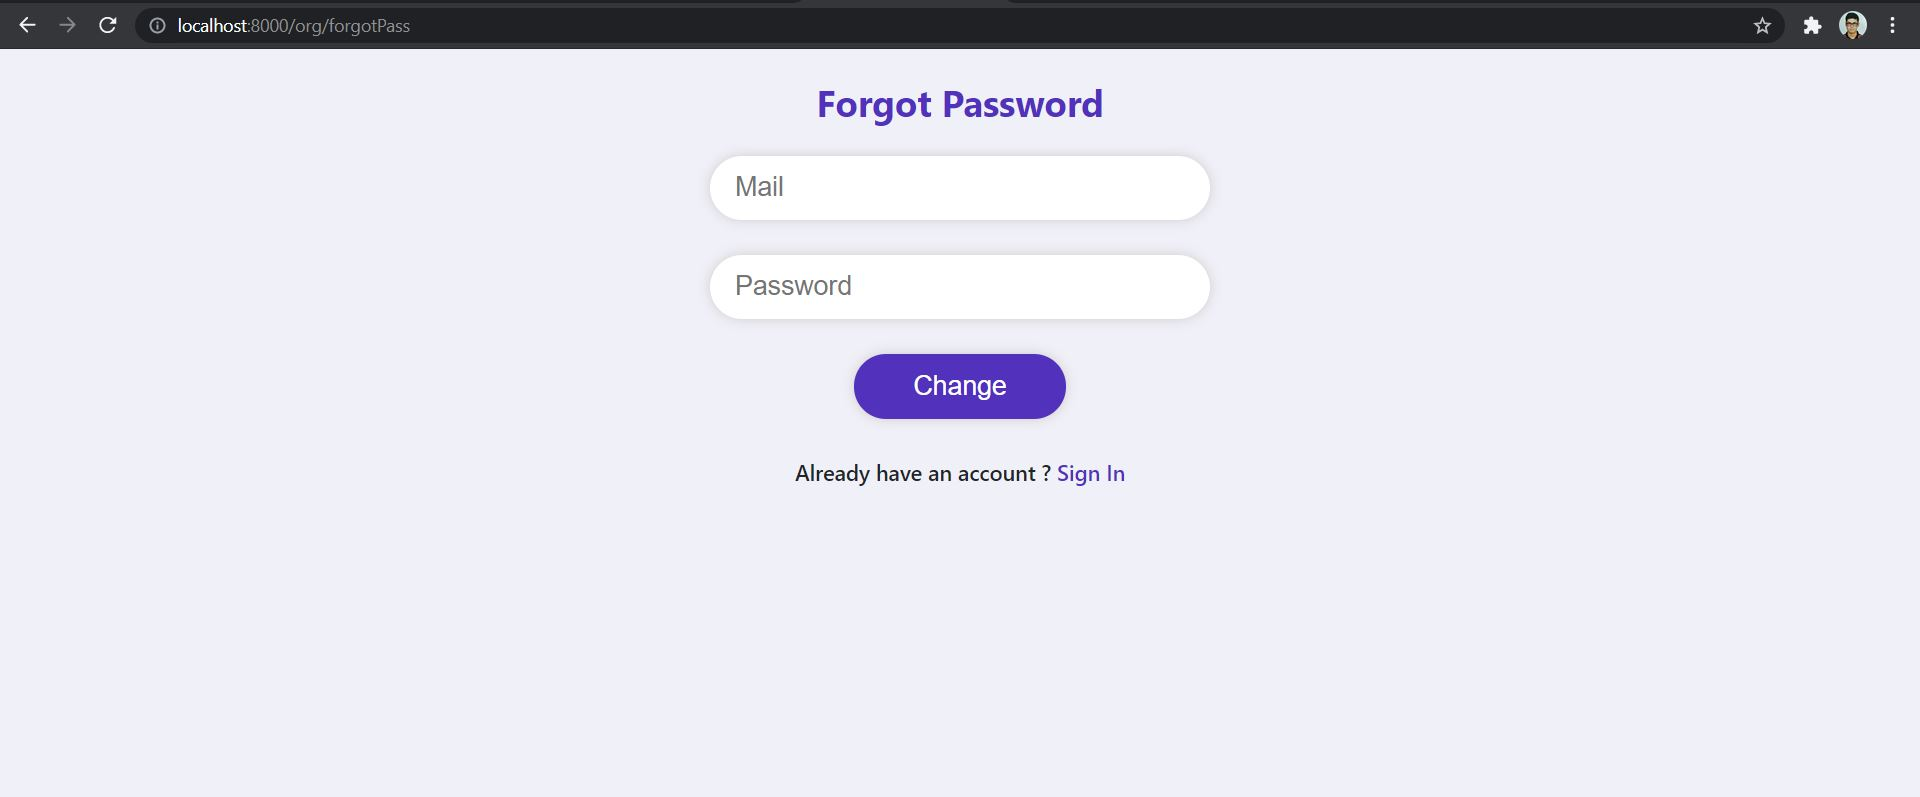 localhost:8000/org/forgotPass
Forgot Password
Mail
Password
Change
Already have an account ? Sign In